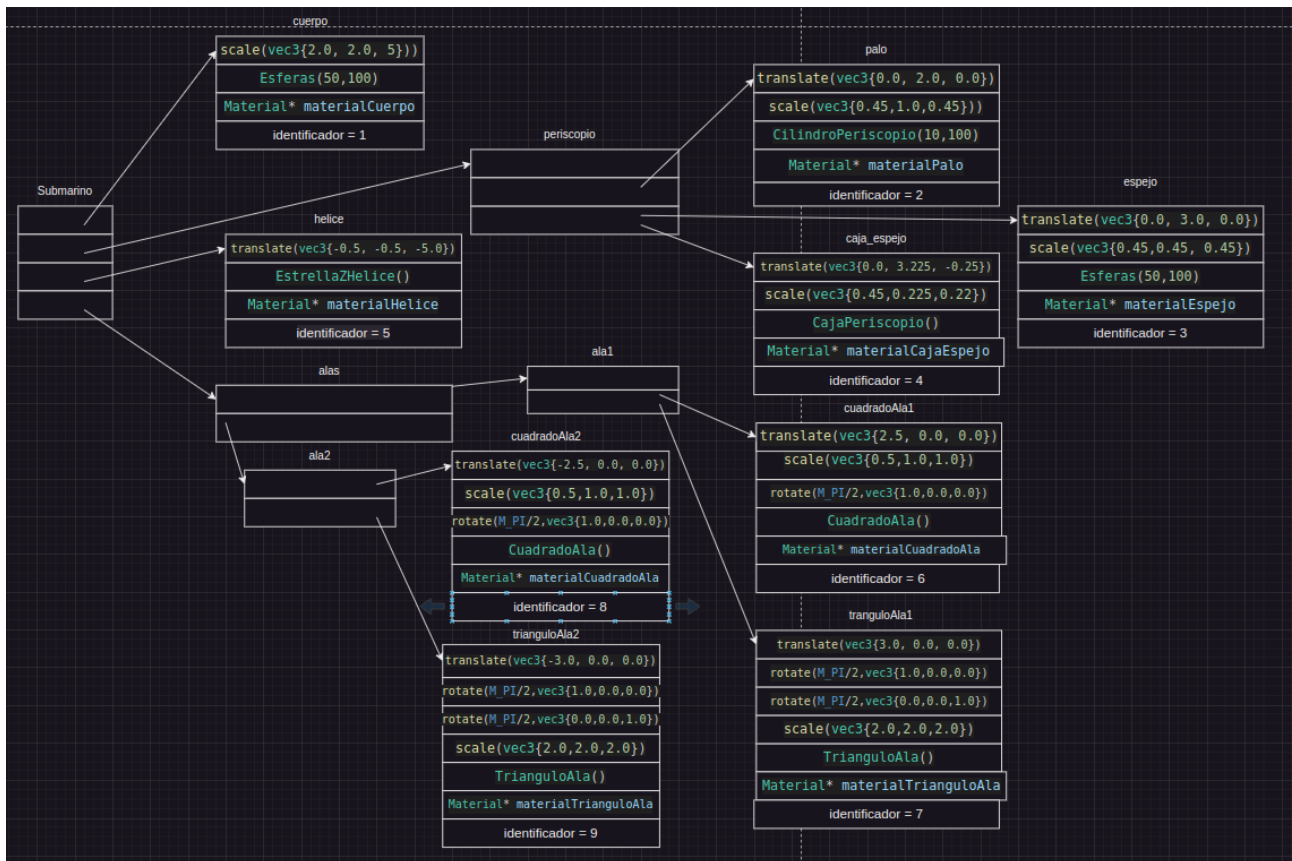 cuerpo
scale(vec3{2.0, 2.0, 5}))
Esferas(50,100)
Material* materialCuerpo
identificador = 1
palo
translate(vec3{0.0, 2.0, 0.0})
scale(vec3{0.45,1.0,0.45}))
CilindroPeriscopio(10,100)
Material* materialPalo
identificador = 2
periscopio
Submarino
espejo
translate(vec3{0.0, 3.0, 0.0})
scale(vec3{0.45,0.45, 0.45})
Esferas(50,100)
Material* materialEspejo
identificador = 3
helice
translate(vec3{-0.5, -0.5, -5.0})
EstrellaZHelice()
Material* materialHelice
identificador = 5
caja_espejo
translate(vec3{0.0, 3.225, -0.25})
scale(vec3{0.45,0.225,0.22})
CajaPeriscopio()
Material* materialCajaEspejo
identificador = 4
alas
ala1
cuadradoAla1
translate(vec3{2.5, 0.0, 0.0})
scale(vec3{0.5,1.0,1.0})
rotate(M_PI/2,vec3{1.0,0.0,0.0})
CuadradoAla()
Material* materialCuadradoAla
identificador = 6
ala2
cuadradoAla2
translate(vec3{-2.5, 0.0, 0.0})
scale(vec3{0.5,1.0,1.0})
rotate(M_PI/2,vec3{1.0,0.0,0.0})
CuadradoAla()
Material* materialCuadradoAla
identificador = 8
trianguloAla2
translate(vec3{-3.0, 0.0, 0.0})
rotate(M_PI/2,vec3{1.0,0.0,0.0})
rotate(M_PI/2,vec3{0.0,0.0,1.0})
scale(vec3{2.0,2.0,2.0})
TrianguloAla()
Material* materialTrianguloAla
identificador = 9
tranguloAla1
translate(vec3{3.0, 0.0, 0.0})
rotate(M_PI/2,vec3{1.0,0.0,0.0})
rotate(M_PI/2,vec3{0.0,0.0,1.0})
scale(vec3{2.0,2.0,2.0})
TrianguloAla()
Material* materialTrianguloAla
identificador = 7